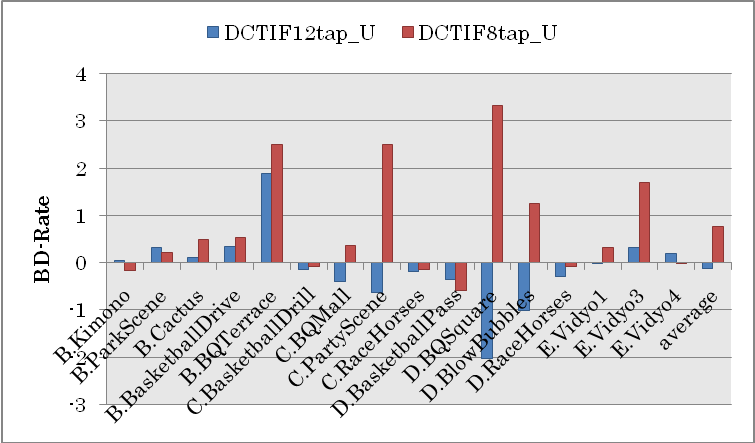 DCTIF12tap_U DCTIF8tap_U
4
3
2
1
0
-1
-2
-3
BD-Rate
B.Kimono
B.ParkScene
B.Cactus
B.BasketballDrive
B.BQTerrace
C.BasketballDrill
C.BQMall
C.PartyScene
C.RaceHorses
D.BasketballPass
D.BQSquare
D.BlowBubbles
D.RaceHorses
E.Vidyo1
E.Vidyo3
E.Vidyo4
average